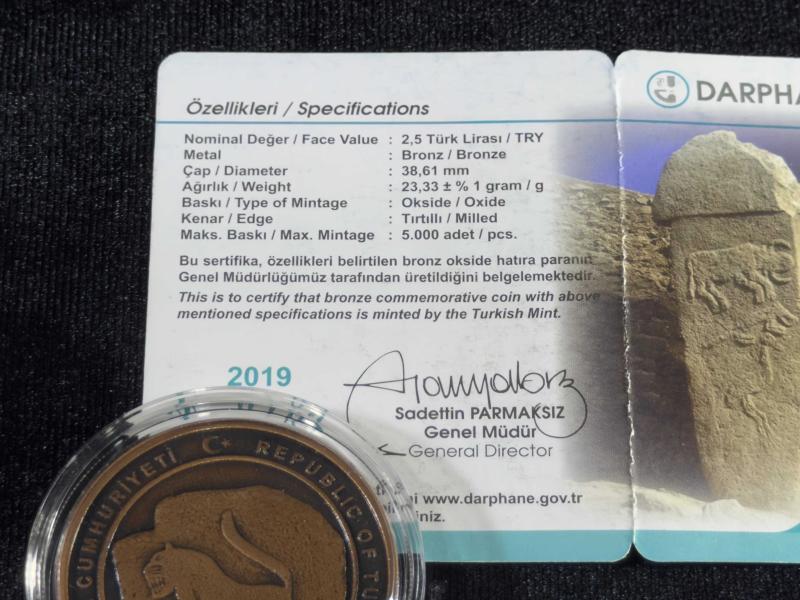 Özellikleri / Specifications
Nominal Değer / Face Value : 2,5 Türk Lirası / TRY
Metal : Bronz / Bronze
Çap / Diameter : 38,61 mm
Ağırlık / Weight : 23,33 ± % 1 gram / g
Baskı / Type of Mintage : Okside / Oxide
Kenar / Edge : Tırtıllı / Milled
Maks. Baskı / Max. Mintage : 5.000 adet / pcs.
Bu sertifika, özellikleri belirtilen bronz okside hatıra paranın
Genel Müdürlüğümüz tarafından üretildiğini belgelemektedir.
This is to certify that bronze commemorative coin with above
mentioned specifications is minted by the Turkish Mint.
2019
Sadettin PARMAKSIZ
Genel Müdür
General Director
www.darphane.gov.tr
DARPHANE
CUMHURİYETİ
REPUBLIC OF